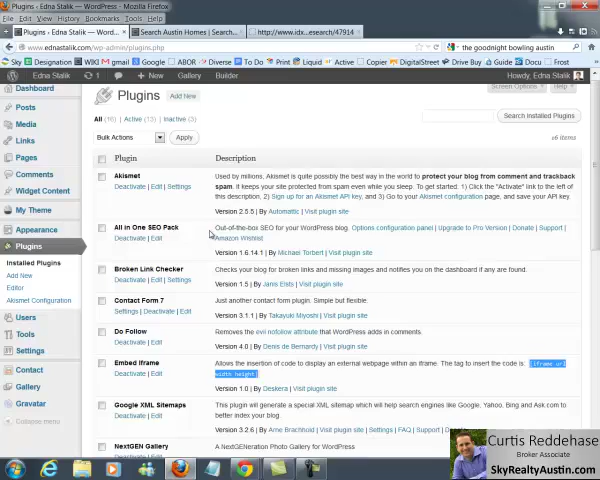 Plugins ‹ Edna Stalik — WordPress - Mozilla Firefox
File Edit View History Bookmarks Tools Help
Plugins ‹ Edna Stalik — Word...
Search Austin Homes | Search...
http://www.idx...esearch/47914
www.ednastalik.com/wp-admin/plugins.php
the goodnight bowling austin
Destination WIKI gmail Google ABOR Diverse Tech Docu Copier DigitalStreet Drive Buy Guide Docu First
Edna Stalik 1 + New Gallery Builder
Howdy, Edna Stalik
Dashboard
Posts
Media
Links
Pages
Comments
Widget Content
My Theme
Appearance
Plugins
Installed Plugins
Add New
Editor
Akismet Configuration
Users
Tools
Settings
Contact
Gallery
Gravatar
Collapse menu
Screen Options Help
Plugins Add New
All (16) | Active (13) | Inactive (3)
Search Installed Plugins
Bulk Actions Apply
16 items
Plugin Description
Akismet
Deactivate | Edit | Settings
Used by millions, Akismet is quite possibly the best way in the world to protect your blog from comment and trackback
spam. It keeps your site protected from spam even while you sleep. To get started: 1) Click the "Activate" link to the left of
this description, 2) Sign up for an Akismet API key, and 3) Go to your Akismet configuration page, and save your API key.
Version 2.5.5 | By Automattic | Visit plugin site
All in One SEO Pack
Deactivate | Edit
Out-of-the-box SEO for your WordPress blog. Options configuration panel | Upgrade to Pro Version | Donate | Support |
Amazon Wishlist
Version 1.6.14.1 | By Michael Torbert | Visit plugin site
Broken Link Checker
Deactivate | Edit | Settings
Checks your blog for broken links and missing images and notifies you on the dashboard if any are found.
Version 1.5 | By Janis Elsts | Visit plugin site
Contact Form 7
Settings | Deactivate | Edit
Just another contact form plugin. Simple but flexible.
Version 3.1.1 | By Takayuki Miyoshi | Visit plugin site
Do Follow
Deactivate | Edit
Removes the evil nofollow attribute that WordPress adds in comments.
Version 4.0 | By Denis de Bernardy | Visit plugin site
Embed Iframe
Deactivate | Edit
Allows the insertion of code to display an external webpage within an iframe. The tag to insert the code is: [iframe url
width height]
Version 1.0 | By Deskera | Visit plugin site
Google XML Sitemaps
Deactivate | Edit
This plugin will generate a special XML sitemap which will help search engines like Google, Yahoo, Bing and Ask.com to
better index your blog.
Version 3.2.6 | By Arne Brachhold | Visit plugin site | Settings | FAQ | Support |
NextGEN Gallery
A NextGENeration Photo Gallery for WordPress
Curtis Reddehase
Broker Associate
SkyRealtyAustin.com